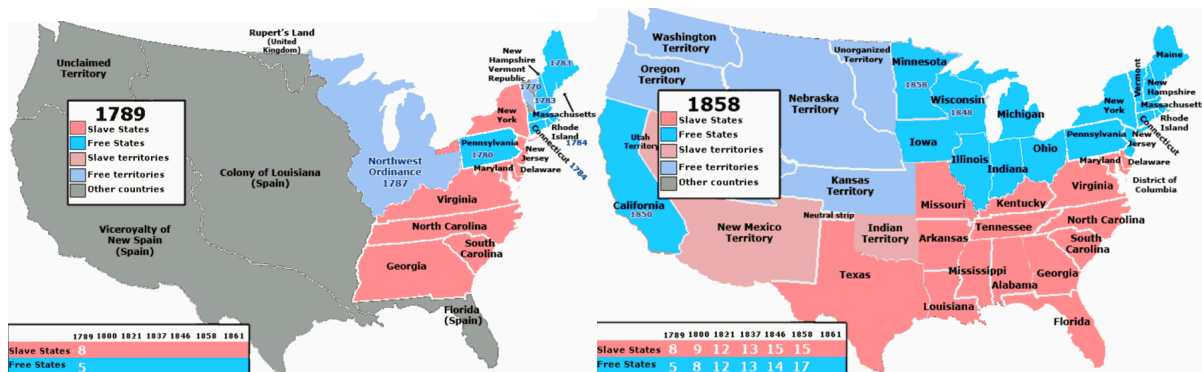 Rupert's Land
(United
Kingdom)
Unclaimed
Territory
New
Hampshire
Vermont
Republic
1783
1770
1783
1789
Slave States
Free States
Slave territories
Free territories
Other countries
New
York
Massachusetts
Rhode
Island
1784
Connecticut
1784
Pennsylvania
1780
New
Jersey
Maryland
Delaware
Northwest
Ordinance
1787
Colony of Louisiana
(Spain)
Virginia
Viceroyalty of
New Spain
(Spain)
North Carolina
South
Carolina
Georgia
Florida
(Spain)
1789 1800 1821 1837 1846 1858 1861
Slave States 8
Free States 5
Washington
Territory
Oregon
Territory
Unorganized
Territory
Minnesota
1858
Nebraska
Territory
Wisconsin
1848
Michigan
Maine
Vermont
New
Hampshire
Massachusetts
New
York
Rhode
Island
Connecticut
1858
Slave States
Free States
Slave territories
Free territories
Other countries
Utah
Territory
Iowa
Illinois
Indiana
Ohio
Pennsylvania
New
Jersey
Maryland
Delaware
District of
Columbia
California
1850
Kansas
Territory
Missouri
Kentucky
Virginia
Neutral strip
New Mexico
Territory
Indian
Territory
Arkansas
Tennessee
North Carolina
South
Carolina
Texas
Mississippi
Alabama
Georgia
Louisiana
Florida
1789 1800 1821 1837 1846 1858 1861
Slave States 8 9 12 13 15 15
Free States 5 8 12 13 14 17